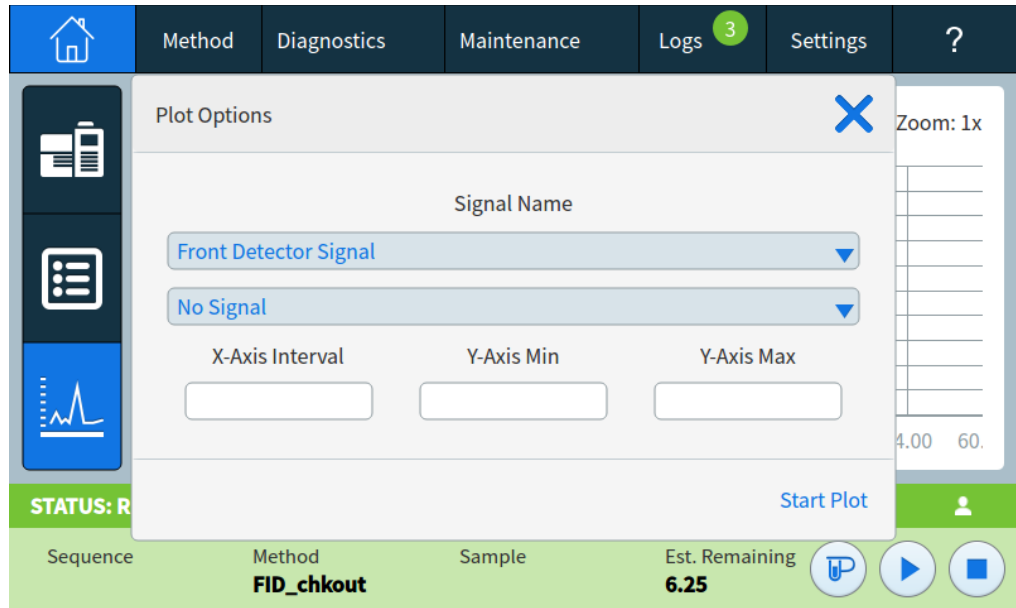 Method Diagnostics Maintenance Logs 3 Settings ?
Plot Options
Zoom: 1x
Signal Name
Front Detector Signal
No Signal
X-Axis Interval Y-Axis Min Y-Axis Max
4.00 60.
Start Plot
STATUS: R
Sequence Method Sample Est. Remaining
FID_chkout 6.25